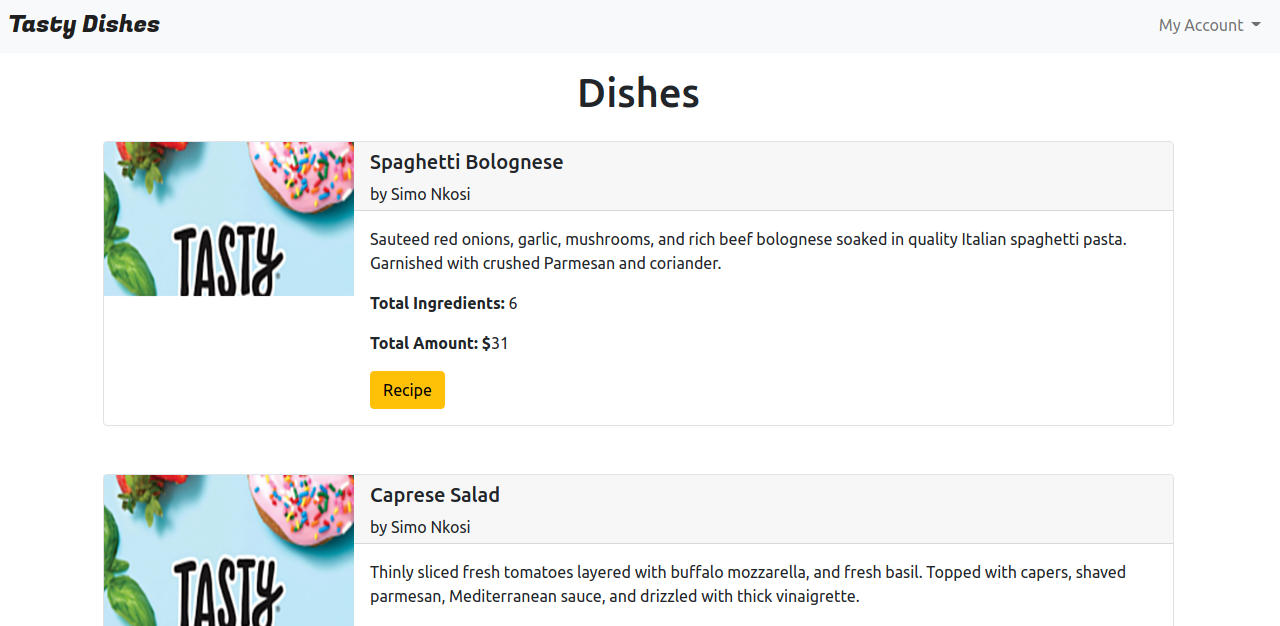 Tasty Dishes
My Account
Dishes
TASTY
Spaghetti Bolognese
by Simo Nkosi
Sauteed red onions, garlic, mushrooms, and rich beef bolognese soaked in quality Italian spaghetti pasta.
Garnished with crushed Parmesan and coriander.
Total Ingredients: 6
Total Amount: $31
Recipe
TASTY
Caprese Salad
by Simo Nkosi
Thinly sliced fresh tomatoes layered with buffalo mozzarella, and fresh basil. Topped with capers, shaved
parmesan, Mediterranean sauce, and drizzled with thick vinaigrette.